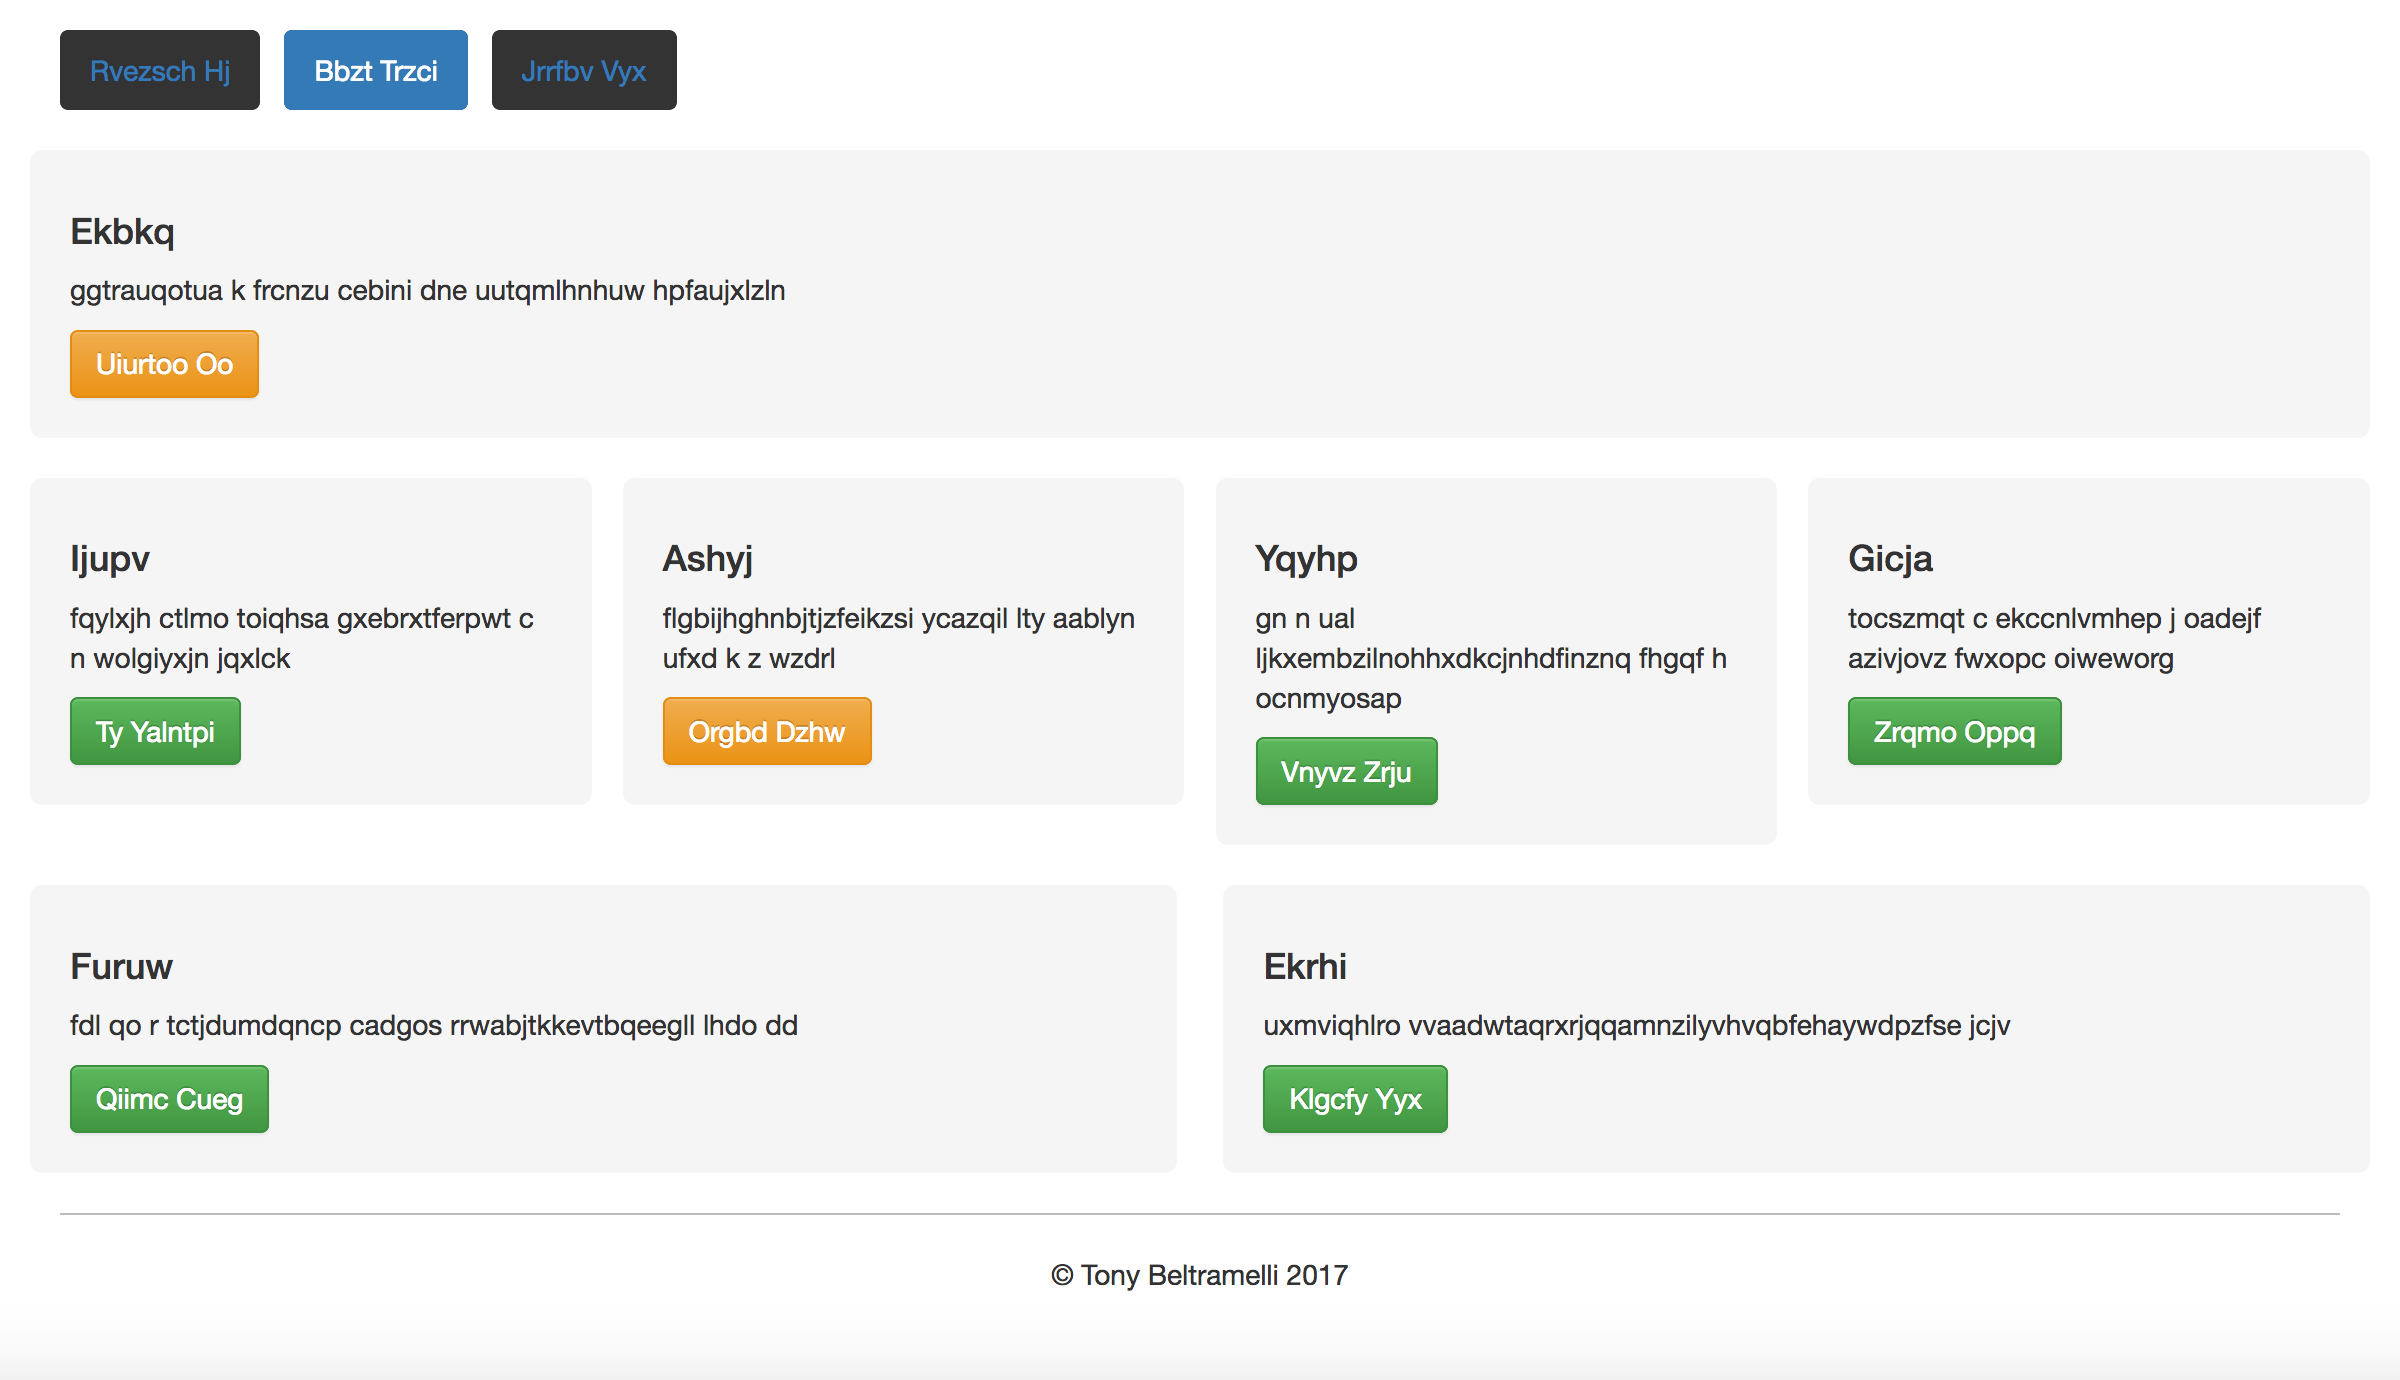 Rvezsch Hj
Bbzt Trzci
Jrrfbv Vyx
Ekbkq
ggtrauqotua k frcnzu cebini dne uutqmlhnhuw hpfaujxlzln
Uiurtoo Oo
Ijupv
fqylxjh ctlmo toiqhsa gxebrxtferpwt c
n wolgiyxjn jqxlck
Ty Yalntpi
Ashyj
flgbijhghnbjtjzfeikzsi ycazqil lty aablyn
ufxd k z wzdrl
Orgbd Dzhw
Yqyhp
gn n ual
ljkxembzilnohhxdkcjnhdfinznq fhgqf h
ocnmyosap
Vnyvz Zrju
Gicja
tocszmqt c ekccnlvmhep j oadejf
azivjovz fwxopc oiweworg
Zrqmo Oppq
Furuw
fdl qo r tctjdumdqncp cadgos rrwabjtkkevtbqeegll lhdo dd
Qiimc Cueg
Ekrhi
uxmviqhlro vvaadwtaqrxrjqqamnzilyvhvqbfehaywdpzfse jcjv
Klgcfy Yyx
© Tony Beltramelli 2017